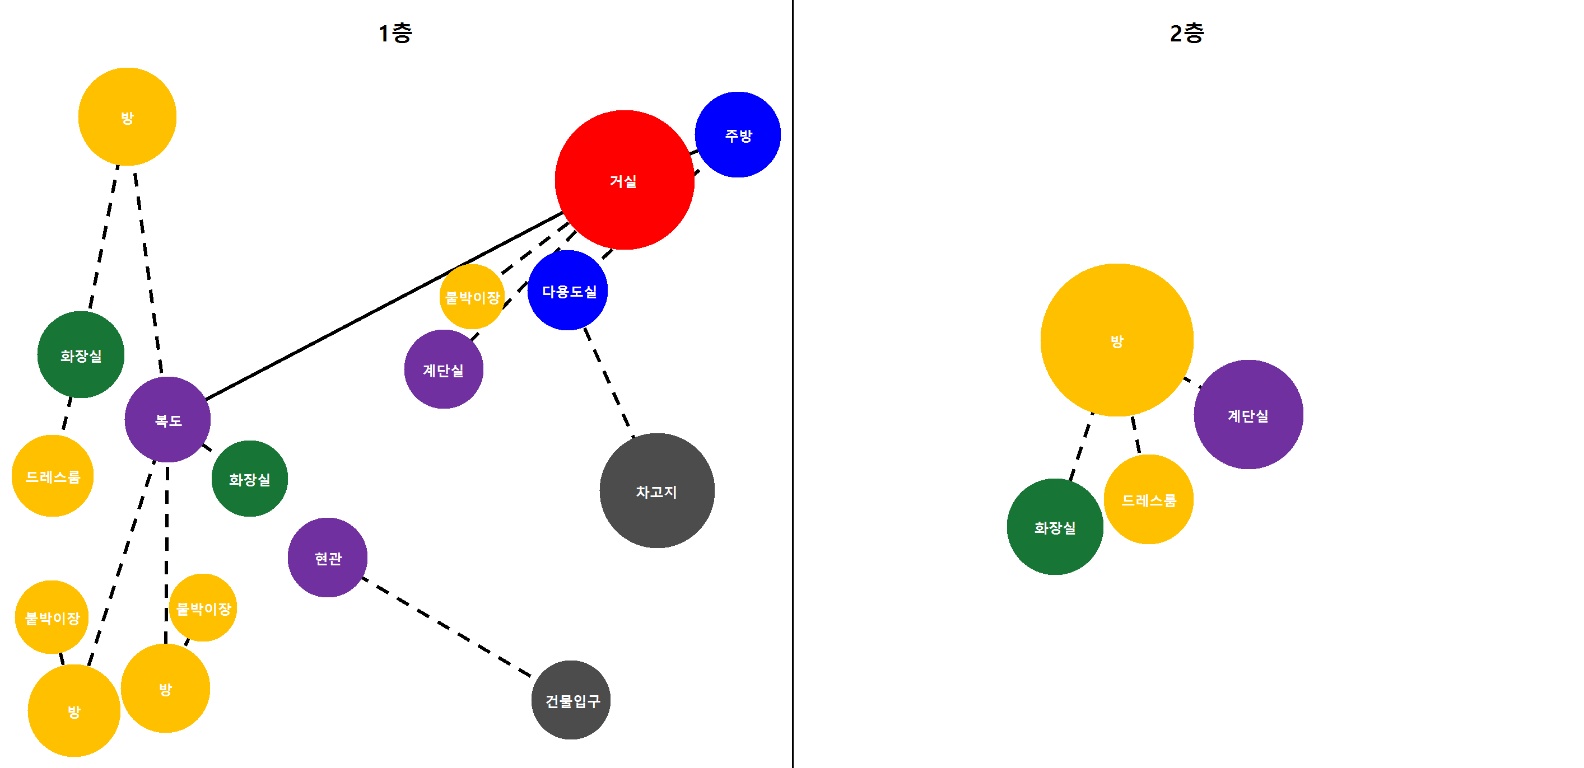 1층
방
주방
거실
붙박이장
다용도실
화장실
계단실
복도
드레스룸
화장실
차고지
현관
붙박이장
붙박이장
방
방
건물입구
2층
방
계단실
드레스룸
화장실